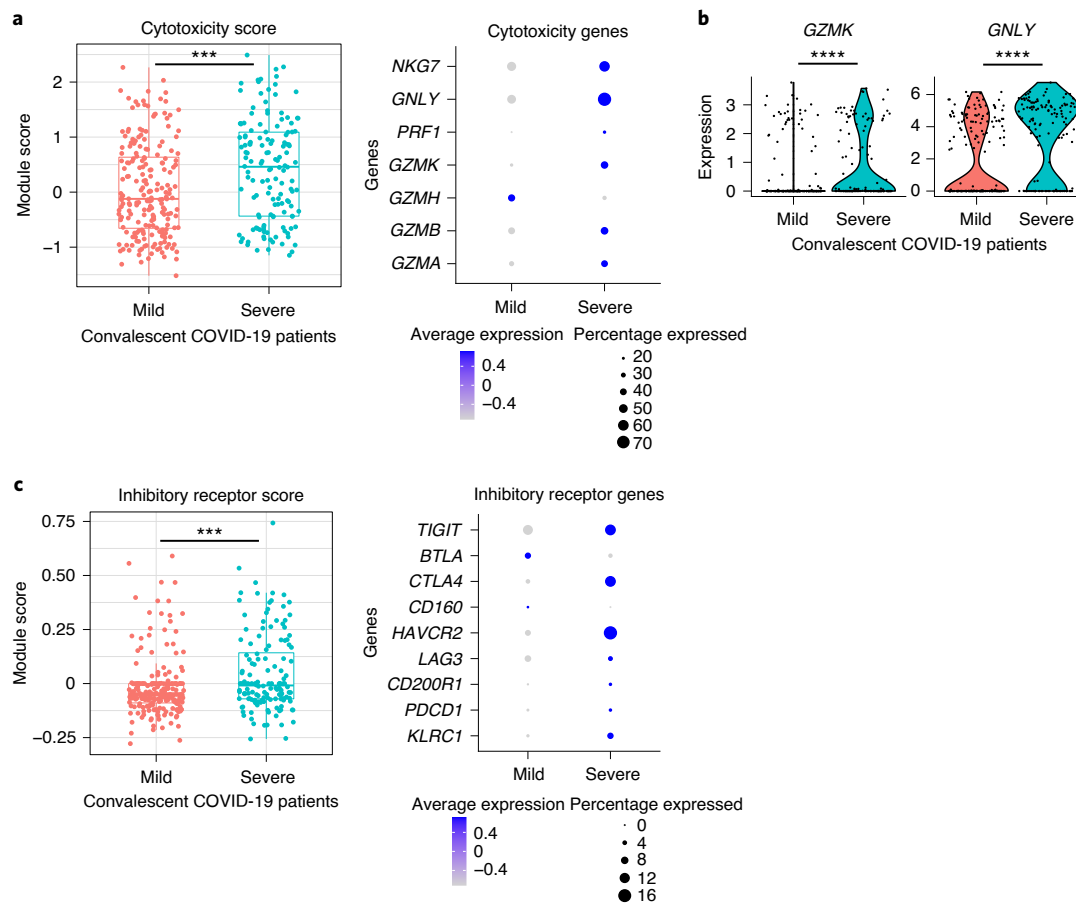 a
Cytotoxicity score
***
Module score
2
1
0
−1
Mild
Severe
Convalescent COVID-19 patients
Cytotoxicity genes
Genes
NKG7
GNLY
PRF1
GZMK
GZMH
GZMB
GZMA
Mild
Severe
Average expression
0.4
0
−0.4
Percentage expressed
20
30
40
50
60
70
b
GZMK
GNLY
****
****
Expression
3
2
1
0
6
4
2
0
Mild
Severe
Mild
Severe
Convalescent COVID-19 patients
c
Inhibitory receptor score
***
Module score
0.75
0.50
0.25
0
−0.25
Mild
Severe
Convalescent COVID-19 patients
Inhibitory receptor genes
Genes
TIGIT
BTLA
CTLA4
CD160
HAVCR2
LAG3
CD200R1
PDCD1
KLRC1
Mild
Severe
Average expression
0.4
0
−0.4
Percentage expressed
0
4
8
12
16